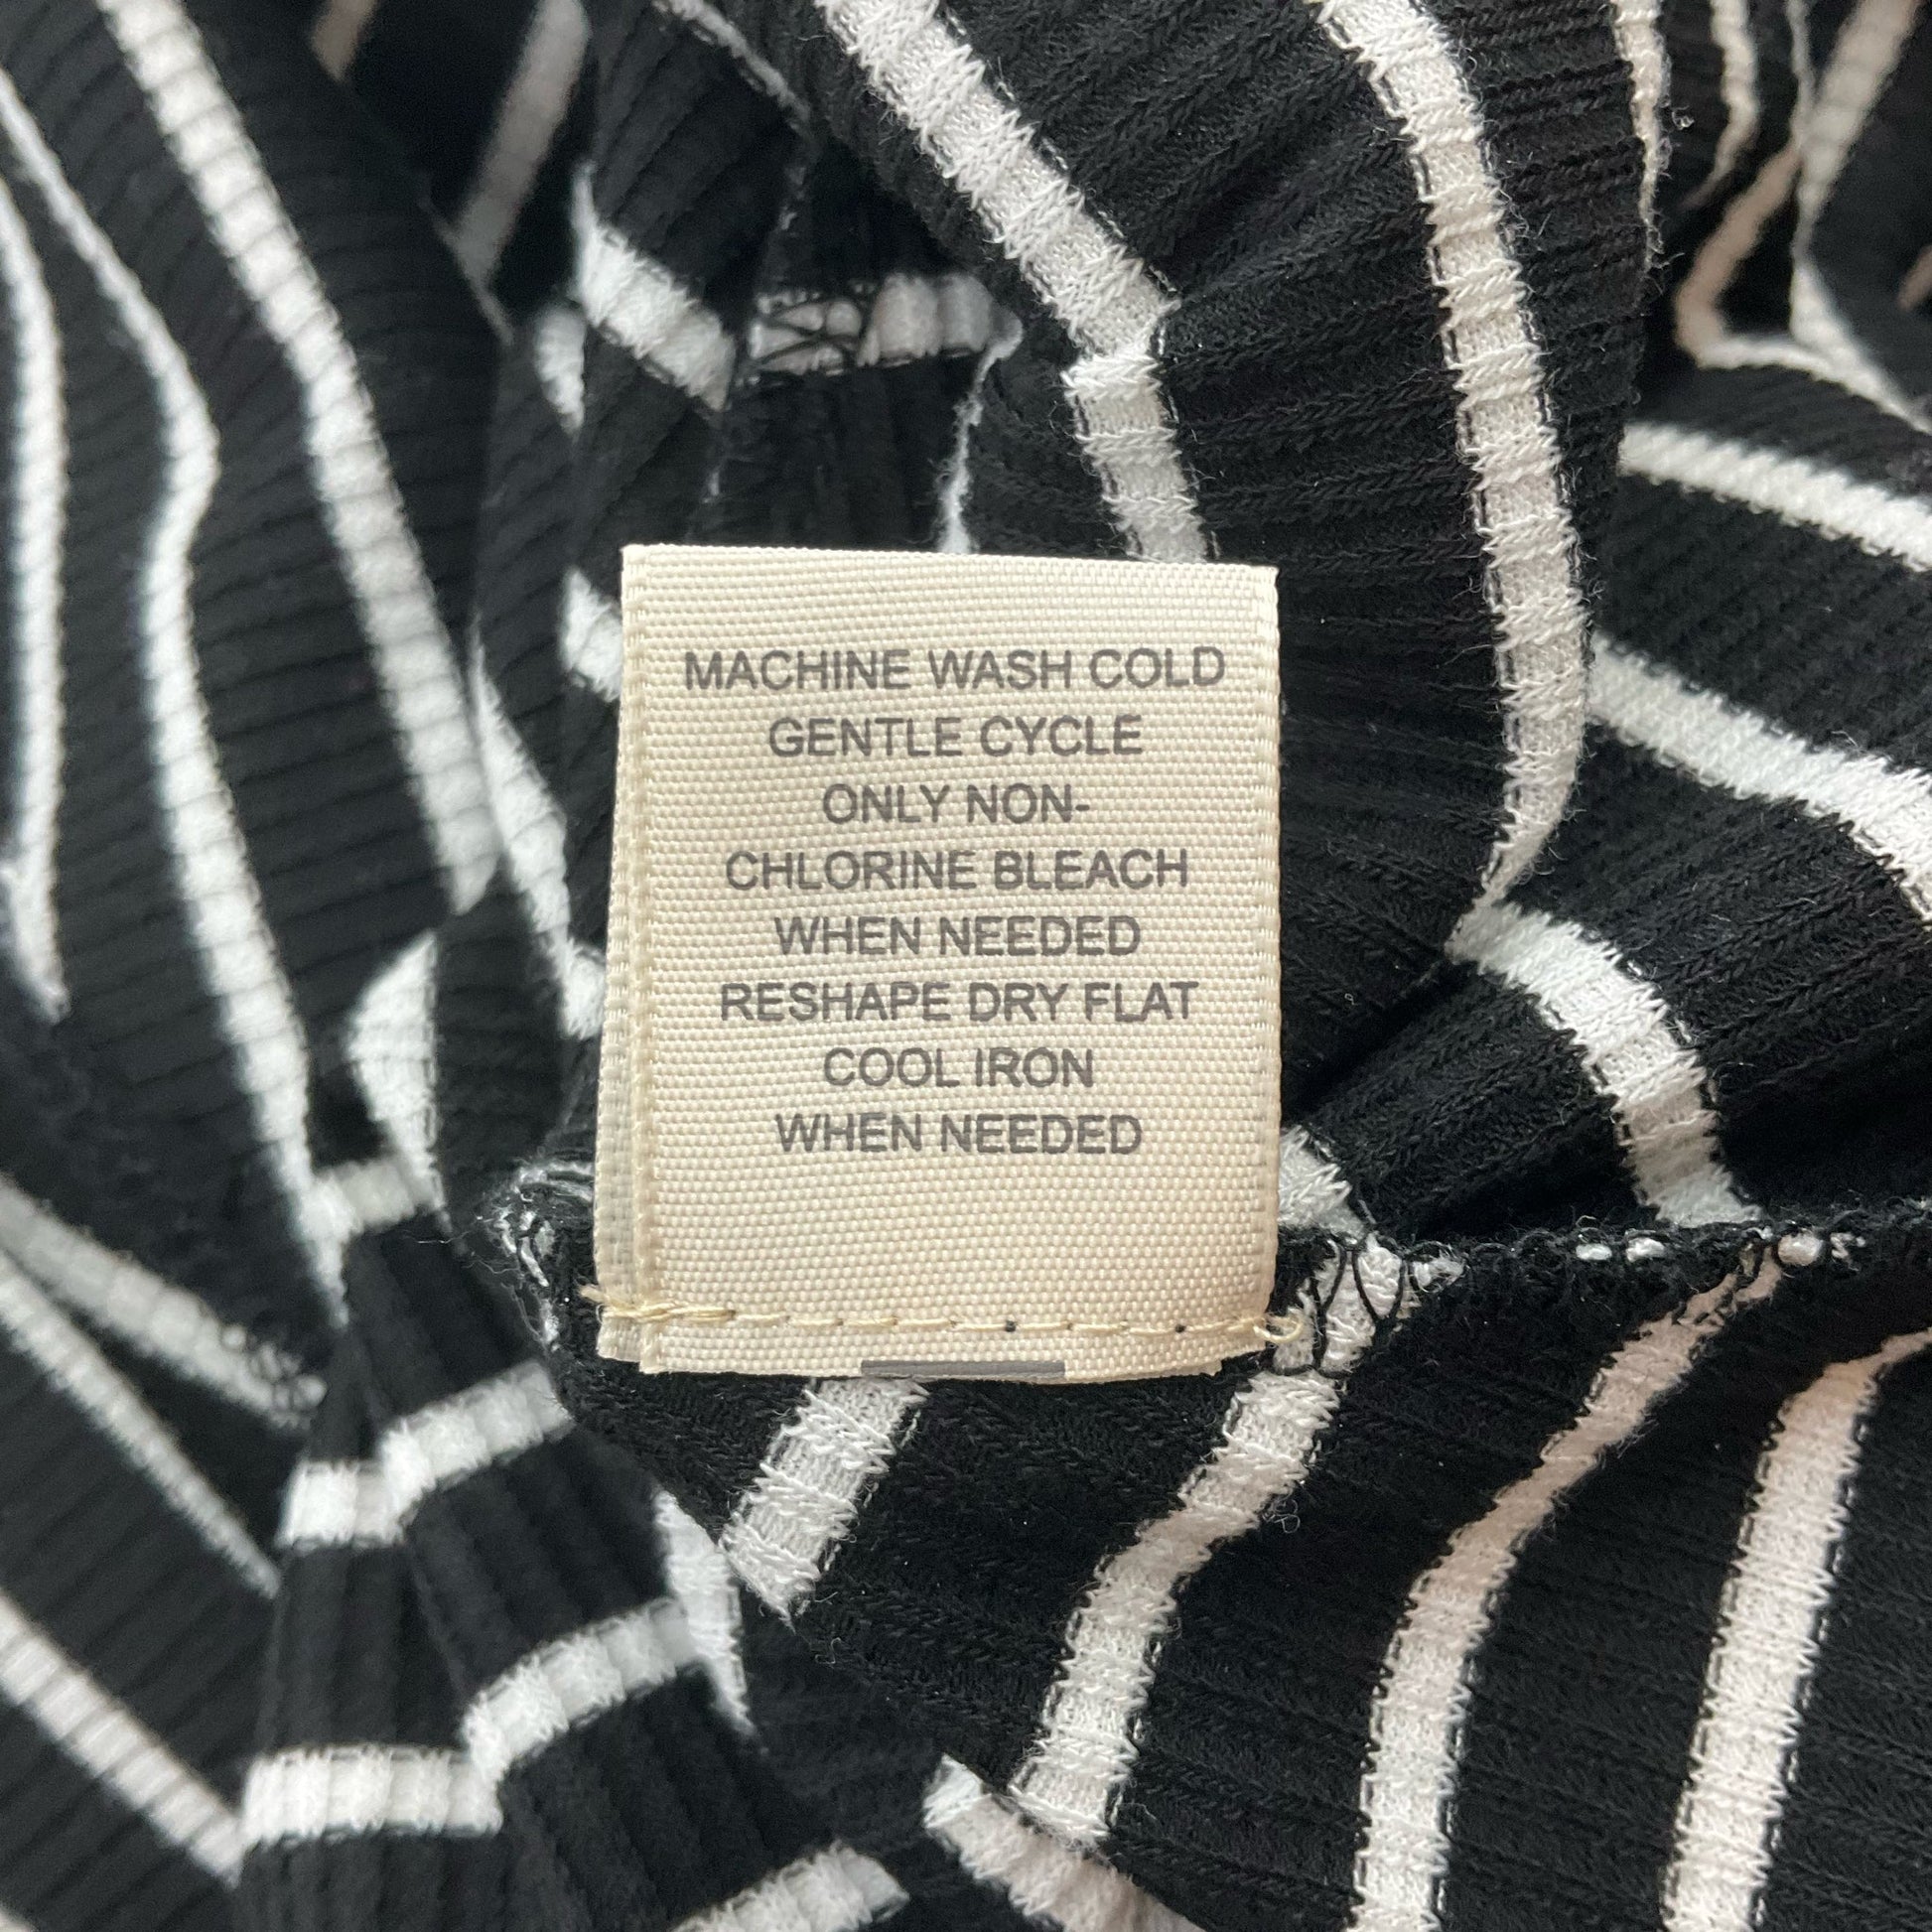 MACHINE WASH COLD
GENTLE CYCLE
ONLY NON-
CHLORINE BLEACH
WHEN NEEDED
RESHAPE DRY FLAT
COOL IRON
WHEN NEEDED